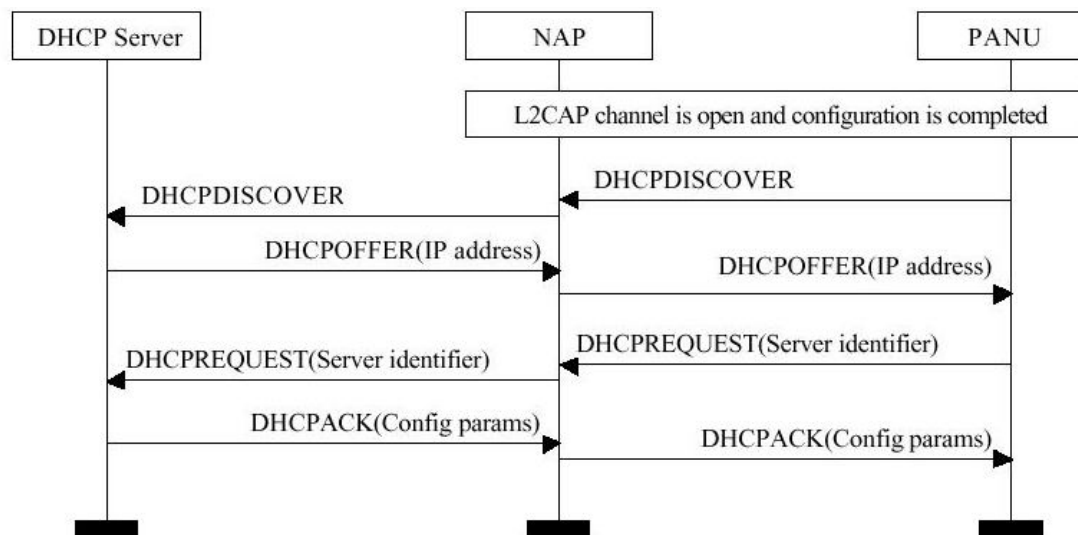 DHCP Server
NAP
PANU
L2CAP channel is open and configuration is completed
DHCPDISCOVER
DHCPDISCOVER
DHCPOFFER(IP address)
DHCPOFFER(IP address)
DHCPREQUEST(Server identifier)
DHCPREQUEST(Server identifier)
DHCPACK(Config params)
DHCPACK(Config params)